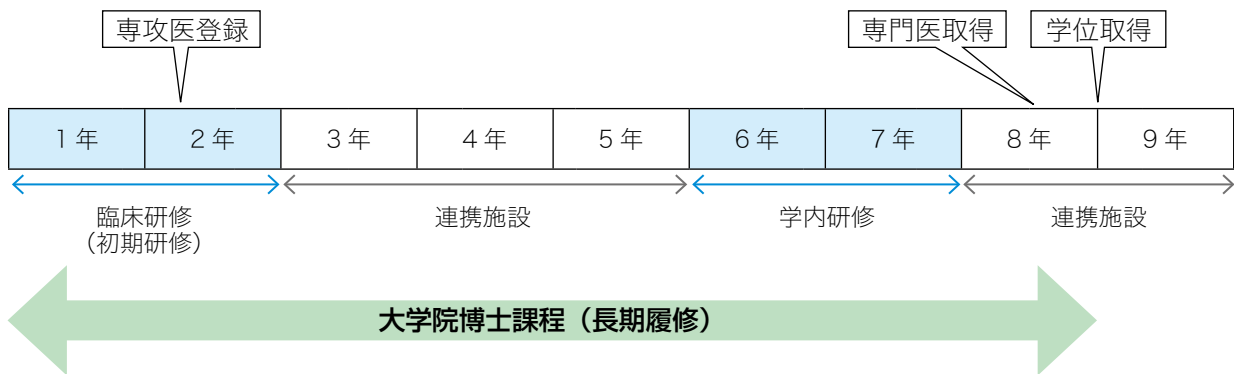 専攻医登録
専門医取得
学位取得
1年
2年
3年
4年
5年
6年
7年
8年
9年
臨床研修
（初期研修）
連携施設
学内研修
連携施設
大学院博士課程（長期履修）